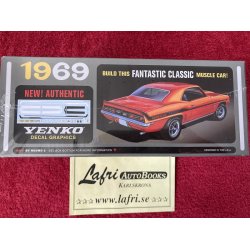 1969
BUILD THIS FANTASTIC CLASSIC MUSCLE CAR!
NEW! AUTHENTIC
YENKO
DECAL GRAPHICS
Lafri AUTOBOOKS
KARLSKRONA
www.lafri.se